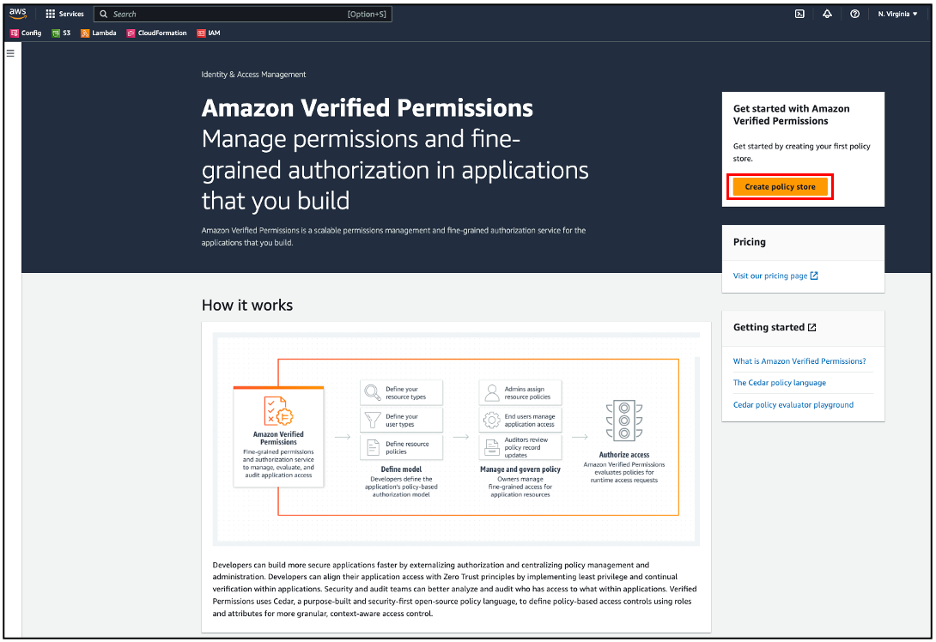 aws
Services
Search
[Option+S]
N. Virginia
Config
S3
Lambda
CloudFormation
IAM
Identity & Access Management
Amazon Verified Permissions
Manage permissions and fine-
grained authorization in applications
that you build
Amazon Verified Permissions is a scalable permissions management and fine-grained authorization service for the
applications that you build.
Get started with Amazon
Verified Permissions
Get started by creating your first policy
store.
Create policy store
Pricing
Visit our pricing page
Getting started
What is Amazon Verified Permissions?
The Cedar policy language
Cedar policy evaluator playground
How it works
Amazon Verified
Permissions
Fine-grained permissions
and authorization service
to manage, evaluate, and
audit application access
Define your
resource types
Define your
user types
Define resource
policies
Define model
Developers define the
application's policy-based
authorization model
Admins assign
resource policies
End users manage
application access
Auditors review
policy record
updates
Manage and govern policy
Owners manage
fine-grained access for
application resources
Authorize access
Amazon Verified Permissions
evaluates policies for
runtime access requests
Developers can build more secure applications faster by externalizing authorization and centralizing policy management and
administration. Developers can align their application access with Zero Trust principles by implementing least privilege and continual
verification within applications. Security and audit teams can better analyze and audit who has access to what within applications. Verified
Permissions uses Cedar, a purpose-built and security-first open-source policy language, to define policy-based access controls using roles
and attributes for more granular, context-aware access control.